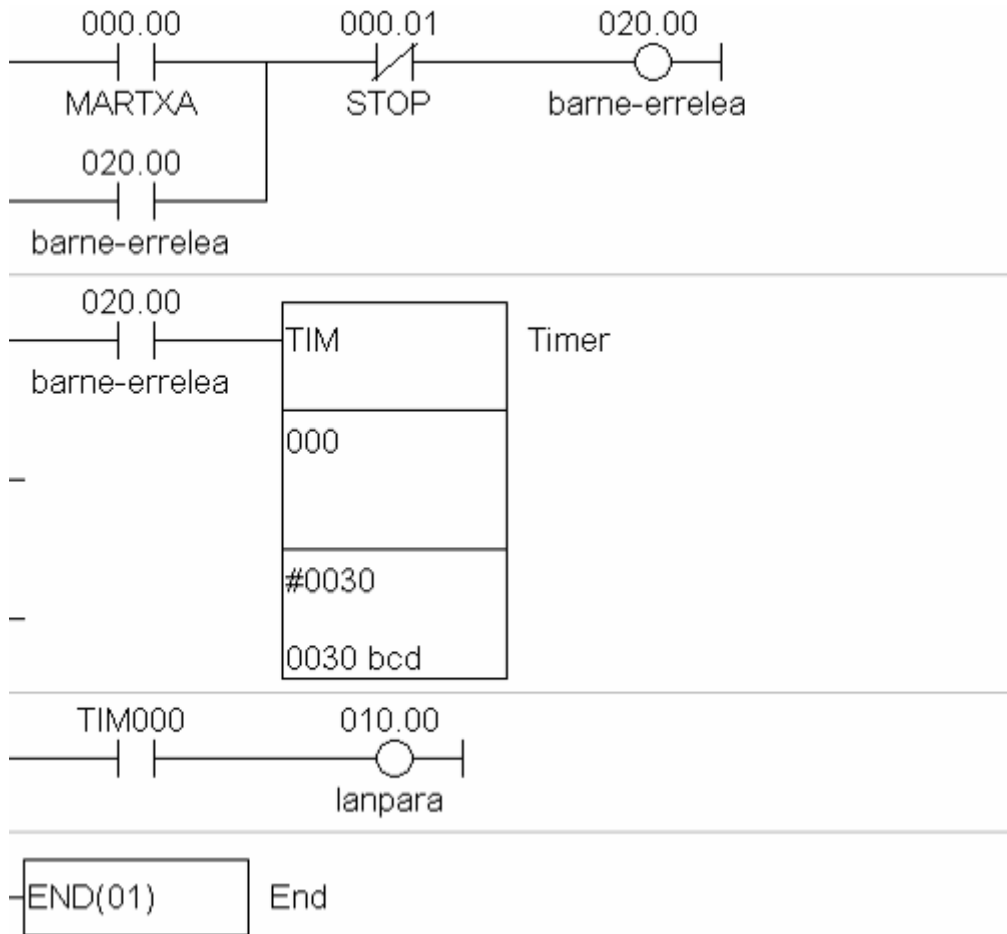 000.00 000.01 020.00
MARTXA STOP barne-errelea
020.00
barne-errelea
020.00
TIM Timer
barne-errelea
000
#0030
0030 bcd
TIM000 010.00
lanpara
END(01) End